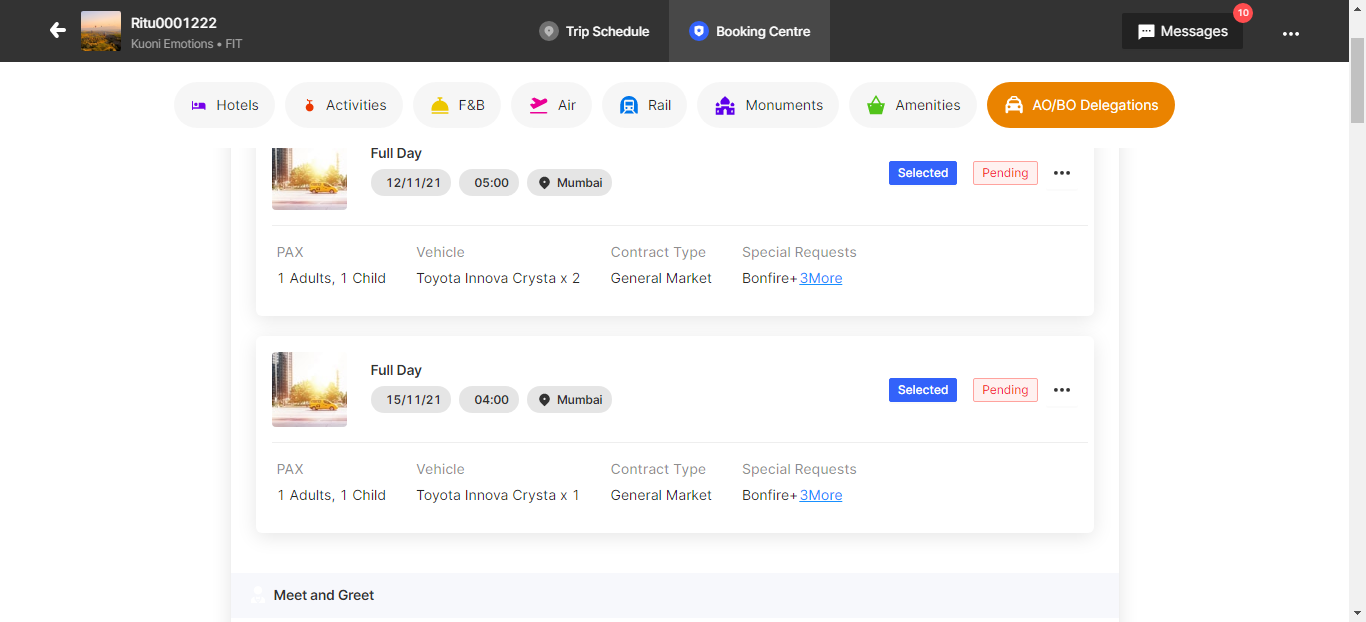 Ritu0001222
Kuoni Emotions • FIT
Trip Schedule
Booking Centre
Messages
10
Hotels
Activities
F&B
Air
Rail
Monuments
Amenities
AO/BO Delegations
Full Day
12/11/21 05:00 Mumbai
Selected
Pending
PAX Vehicle Contract Type Special Requests
1 Adults, 1 Child Toyota Innova Crysta x 2 General Market Bonfire+3More
Full Day
15/11/21 04:00 Mumbai
Selected
Pending
PAX Vehicle Contract Type Special Requests
1 Adults, 1 Child Toyota Innova Crysta x 1 General Market Bonfire+3More
Meet and Greet